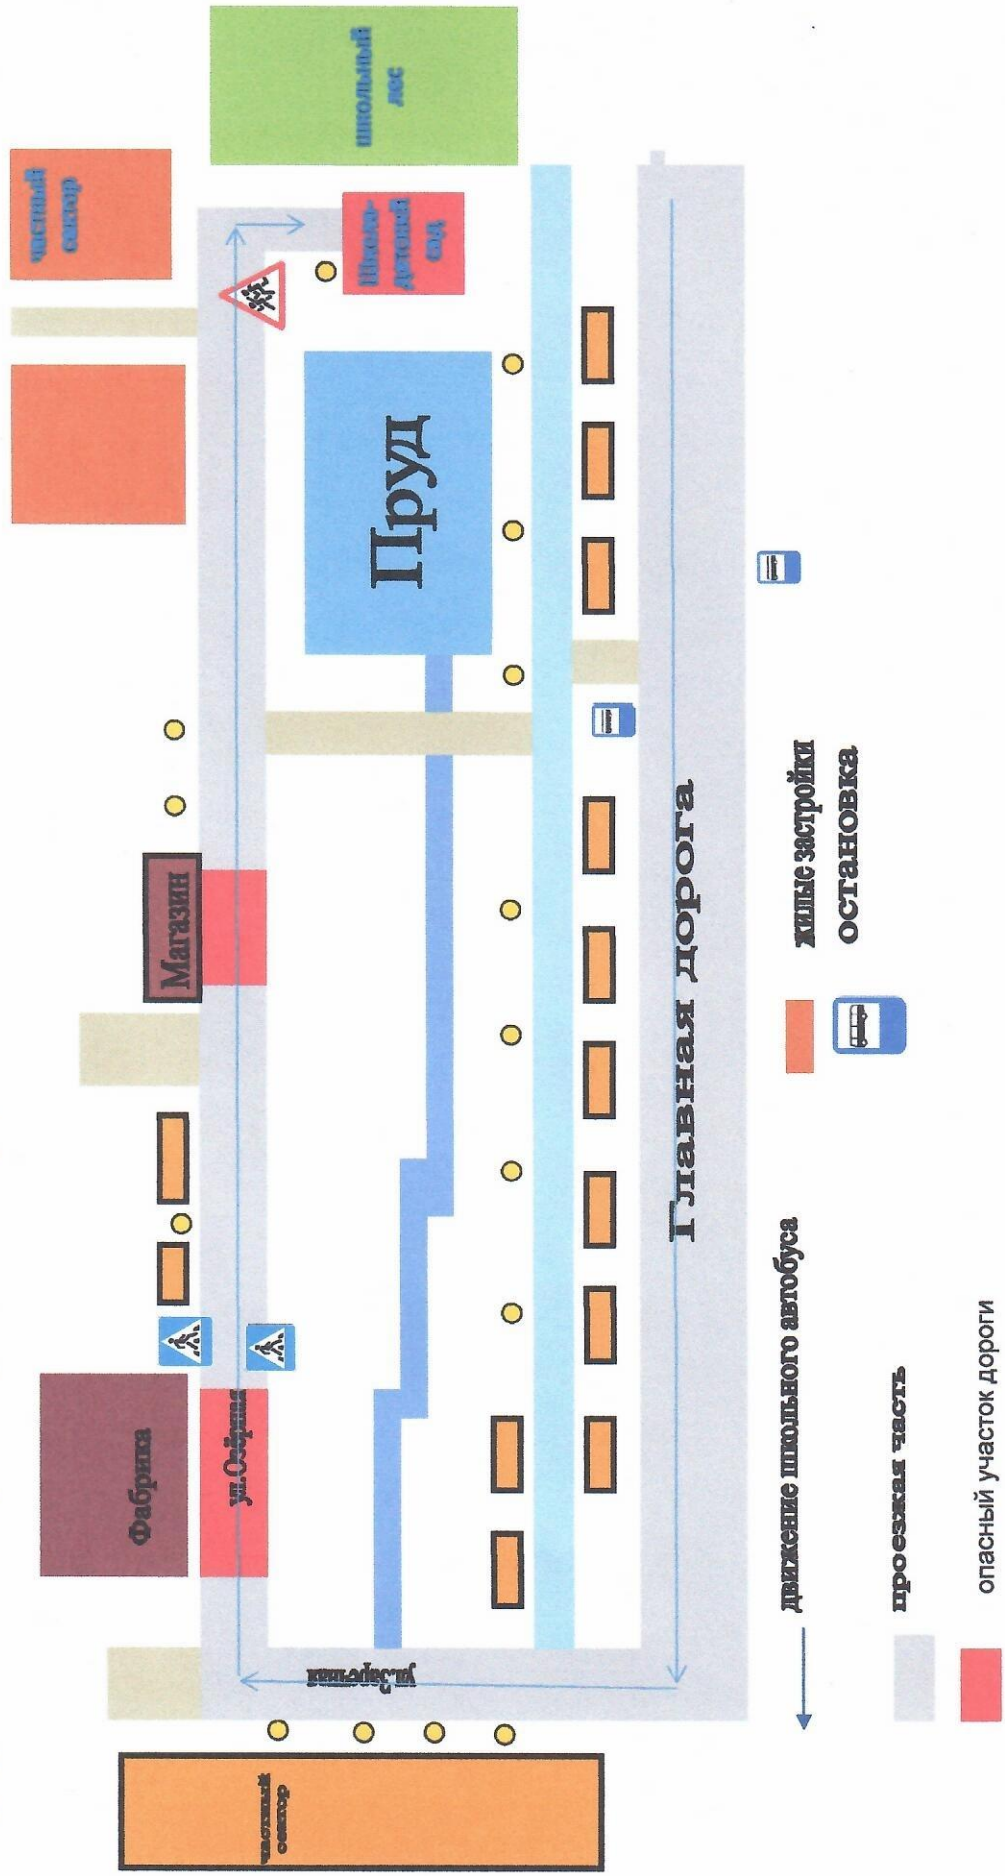 частный
сектор
школьный
лес
Школа-
детский
сад
Пруд
Магазин
Фабрика
ул.Озёрная
ул.Заречная
частный
сектор
Главная дорога
жилые застройки
остановка
движение школьного автобуса
проезжая часть
опасный участок дороги